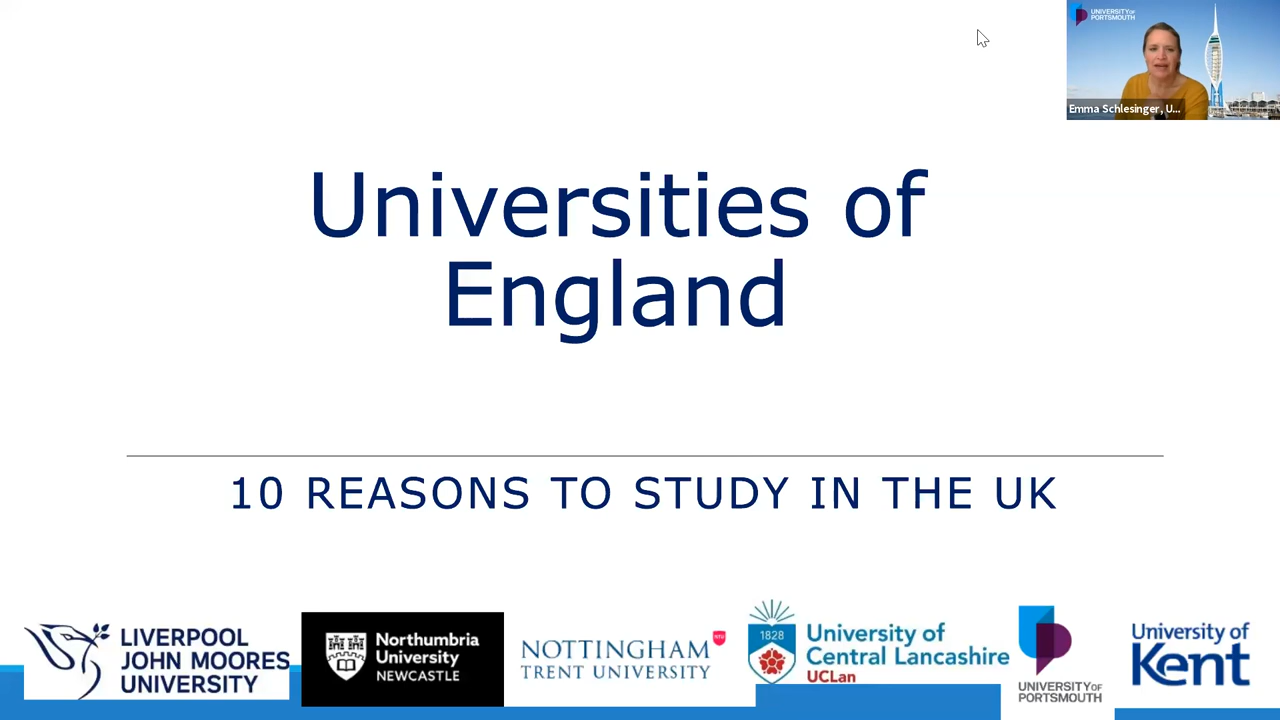 UNIVERSITY OF
PORTSMOUTH
Emma Schlesinger, U...
Universities of
England
10 REASONS TO STUDY IN THE UK
LIVERPOOL
JOHN MOORES
UNIVERSITY
Northumbria
University
NEWCASTLE
NOTTINGHAM
TRENT UNIVERSITY
NTU
1828
University of
Central Lancashire
UCLan
UNIVERSITY OF
PORTSMOUTH
University of
Kent